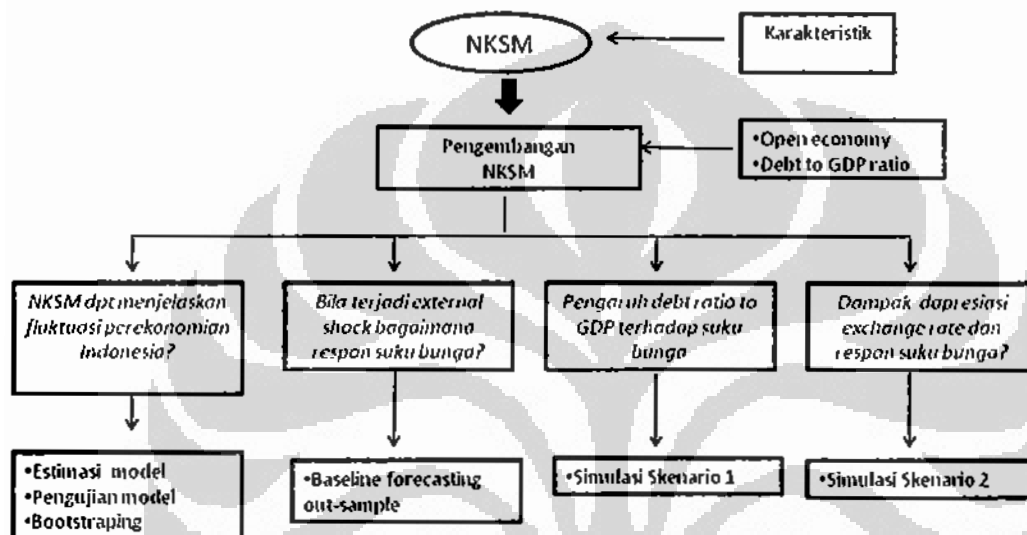 NKSM
Karakteristik
Pengembangan
NKSM
•Open economy
•Debt to GDP ratio
NKSM dpt menjelaskan
fluktuasi perekonomian
Indonesia?
Bila terjadi external
shock bagaimana
respon suku bunga?
Pengaruh debt ratio to
GDP terhadap suku
bunga
Dampak depresiasi
exchange rate dan
respon suku bunga?
•Estimasi model
•Pengujian model
•Bootstraping
•Baseline forecasting
out-sample
•Simulasi Skenario 1
•Simulasi Skenario 2